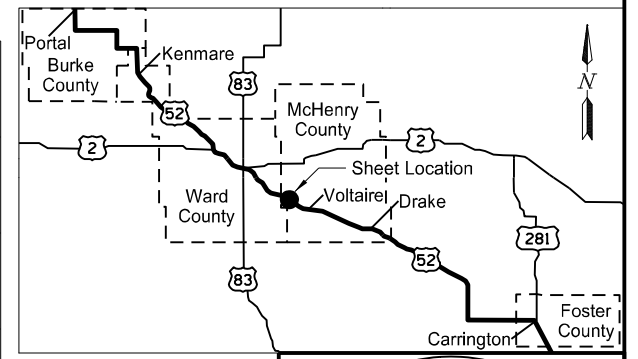 Portal
Burke
County
Kenmare
83
52
McHenry
County
N
2
2
Sheet Location
Ward
County
Voltaire
Drake
281
52
83
Foster
County
Carrington